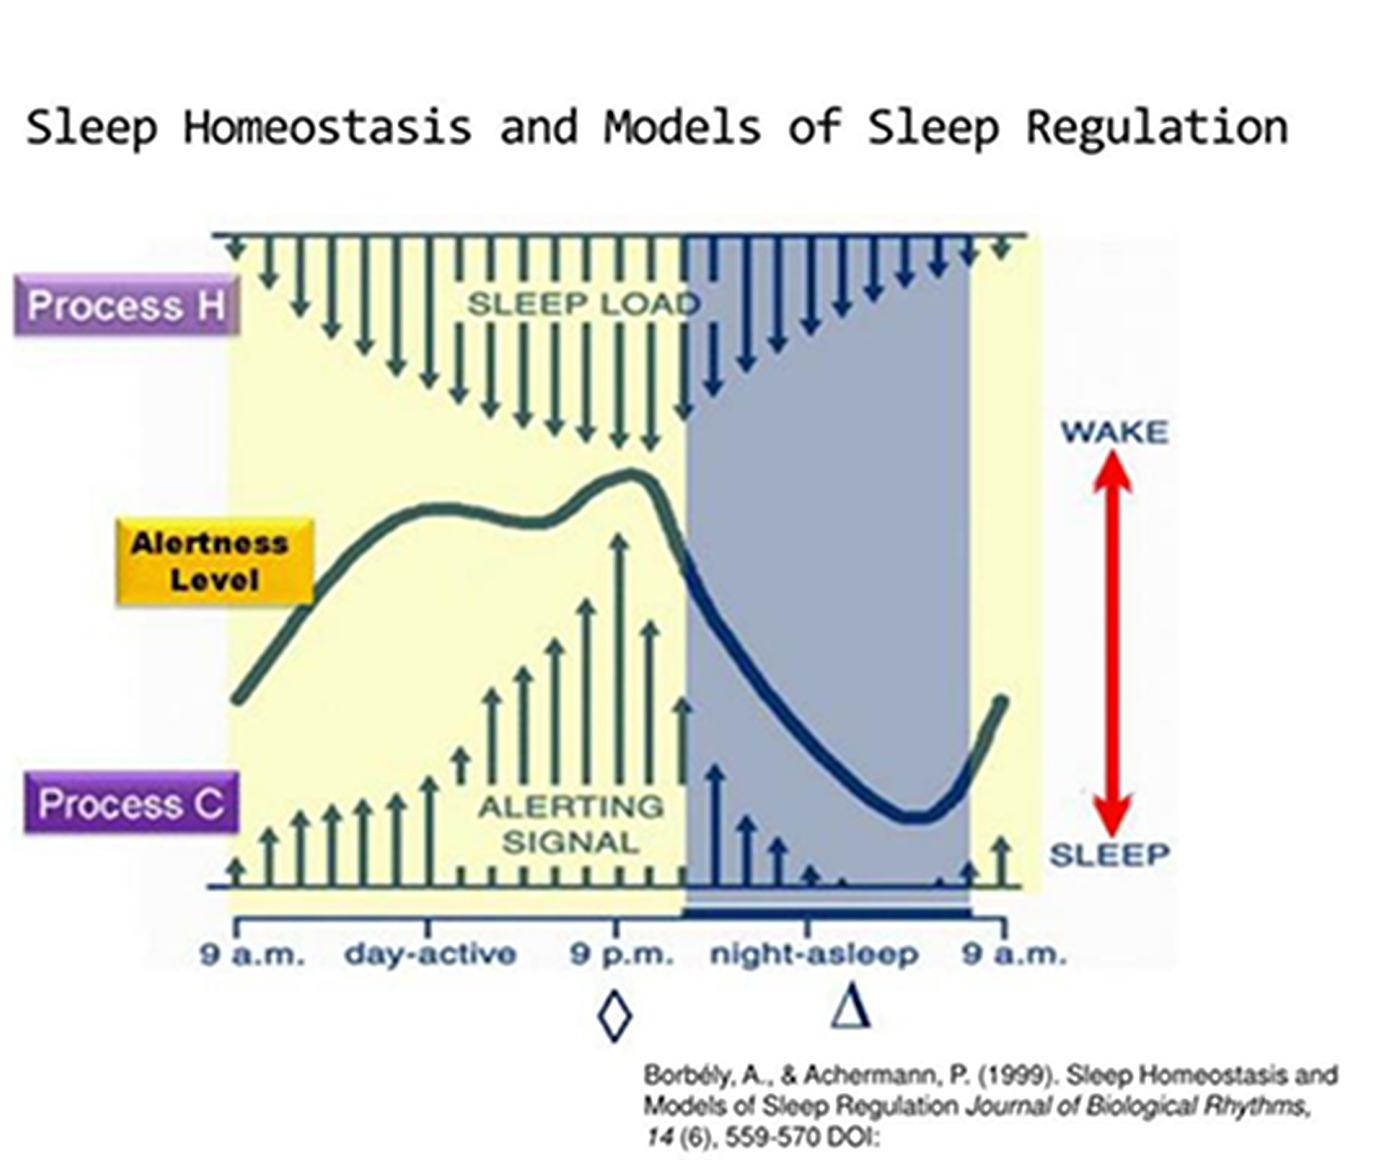 Sleep Homeostasis and Models of Sleep Regulation
Process H
SLEEP LOAD
WAKE
Alertness
Level
Process C
ALERTING
SIGNAL
SLEEP
9 a.m. day-active 9 p.m. night-asleep 9 a.m.
◊ Δ
Borbély, A., & Achermann, P. (1999). Sleep Homeostasis and
Models of Sleep Regulation Journal of Biological Rhythms,
14 (6), 559-570 DOI: